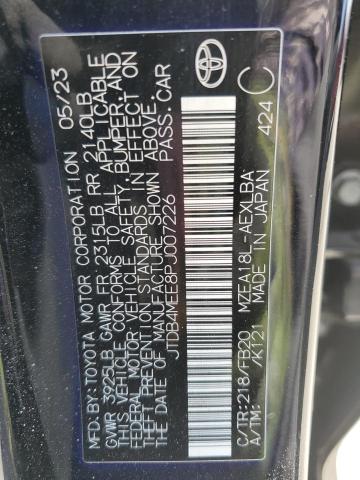 MFD.BY:TOYOTA MOTOR CORPORATION 05/23
GVWR 3925LB GAWR FR 2315LB RR 2140LB
THIS VEHICLE CONFORMS TO ALL APPLICABLE
FEDERAL MOTOR VEHICLE SAFETY, BUMPER, AND
THEFT PREVENTION STANDARDS IN EFFECT ON
THE DATE OF MANUFACTURE SHOWN ABOVE.
JTDB4MEE8PJ007226 PASS CAR
C/TR:218/FB20 MZEA18L-AEXLBA
A/TM: /K121 MADE IN JAPAN
424 C